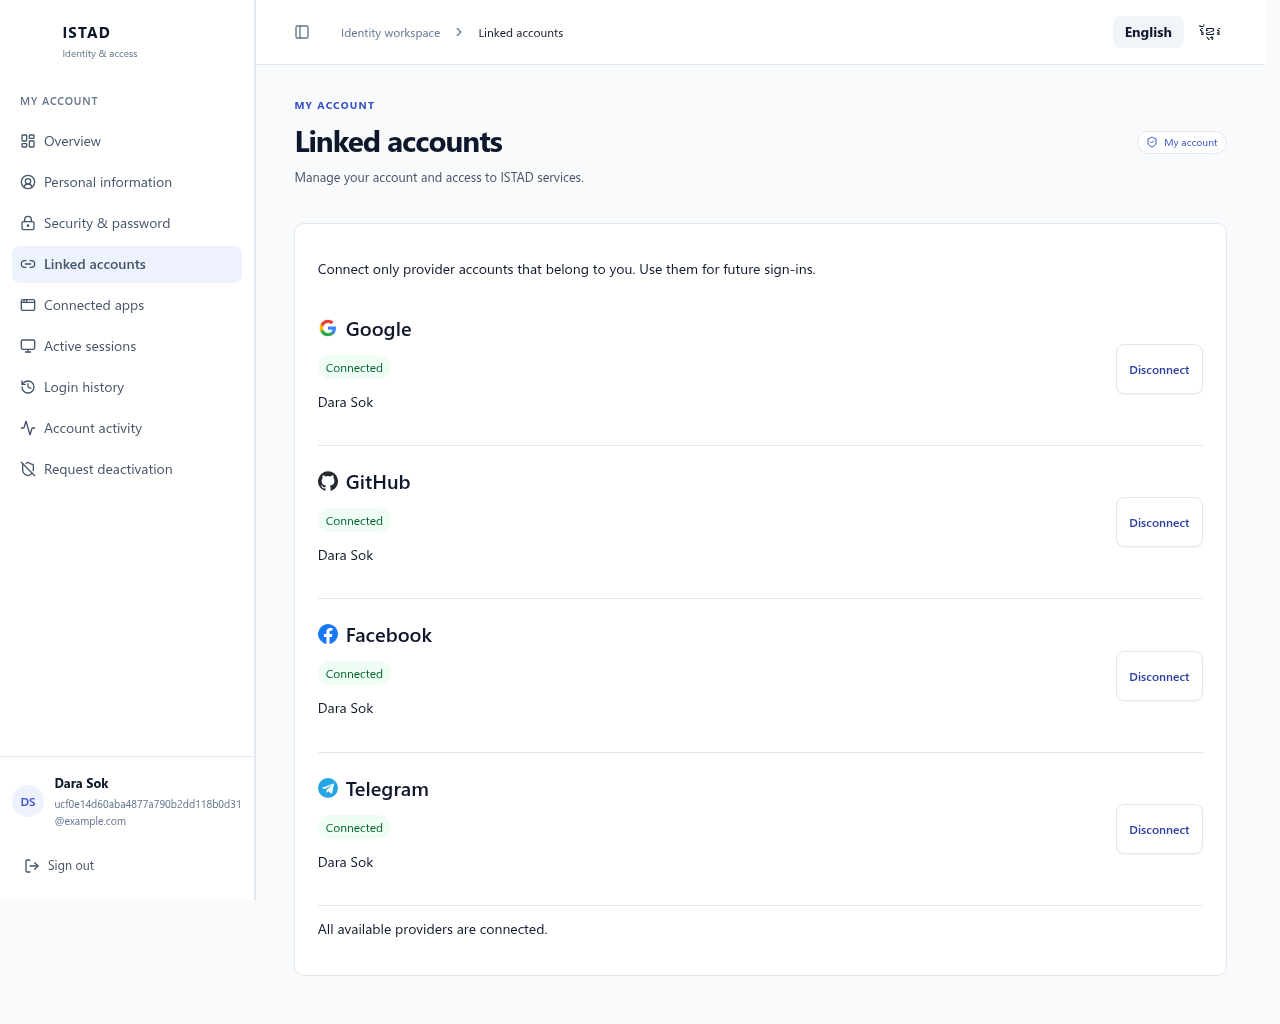 ISTAD
Identity & access
MY ACCOUNT
Overview
Personal information
Security & password
Linked accounts
Connected apps
Active sessions
Login history
Account activity
Request deactivation
DS
Dara Sok
ucf0e14d60aba4877a790b2dd118b0d31
@example.com
Sign out
Identity workspace
Linked accounts
English
ខ្មែរ
MY ACCOUNT
Linked accounts
My account
Manage your account and access to ISTAD services.
Connect only provider accounts that belong to you. Use them for future sign-ins.
Google
Connected
Dara Sok
Disconnect
GitHub
Connected
Dara Sok
Disconnect
Facebook
Connected
Dara Sok
Disconnect
Telegram
Connected
Dara Sok
Disconnect
All available providers are connected.